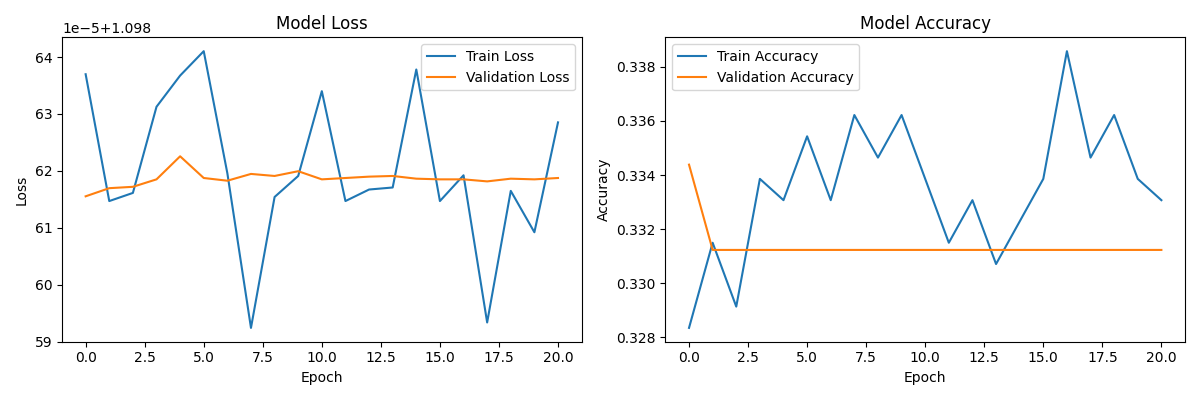 Model Loss
1e−5+1.098
64
63
62
61
60
59
Loss
Train Loss
Validation Loss
0.0 2.5 5.0 7.5 10.0 12.5 15.0 17.5 20.0
Epoch
Model Accuracy
0.338
0.336
0.334
0.332
0.330
0.328
Accuracy
Train Accuracy
Validation Accuracy
0.0 2.5 5.0 7.5 10.0 12.5 15.0 17.5 20.0
Epoch